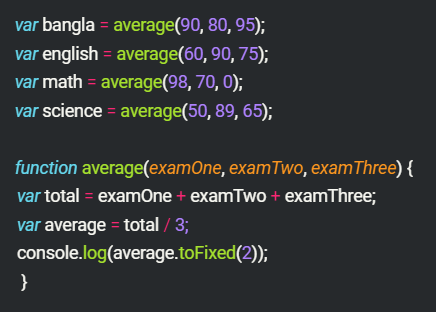 var bangla = average(90, 80, 95);
var english = average(60, 90, 75);
var math = average(98, 70, 0);
var science = average(50, 89, 65);
function average(examOne, examTwo, examThree) {
var total = examOne + examTwo + examThree;
var average = total / 3;
console.log(average.toFixed(2));
}